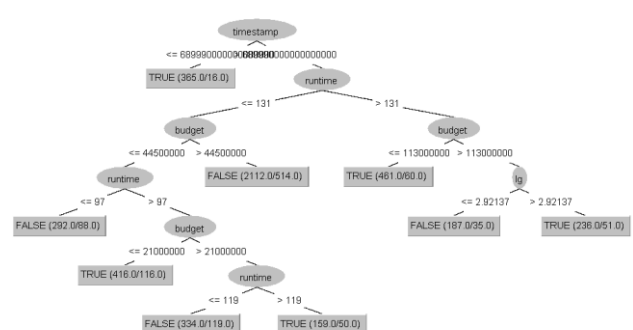 timestamp
TRUE (365.0/16.0)
runtime
<= 131
> 131
budget
budget
<= 44500000
> 44500000
<= 113000000
> 113000000
runtime
FALSE (2112.0/514.0)
TRUE (461.0/60.0)
lg
<= 97
> 97
<= 2.92137
> 2.92137
FALSE (292.0/88.0)
budget
FALSE (187.0/35.0)
TRUE (236.0/51.0)
<= 21000000
> 21000000
TRUE (416.0/116.0)
runtime
<= 119
> 119
FALSE (334.0/119.0)
TRUE (159.0/50.0)